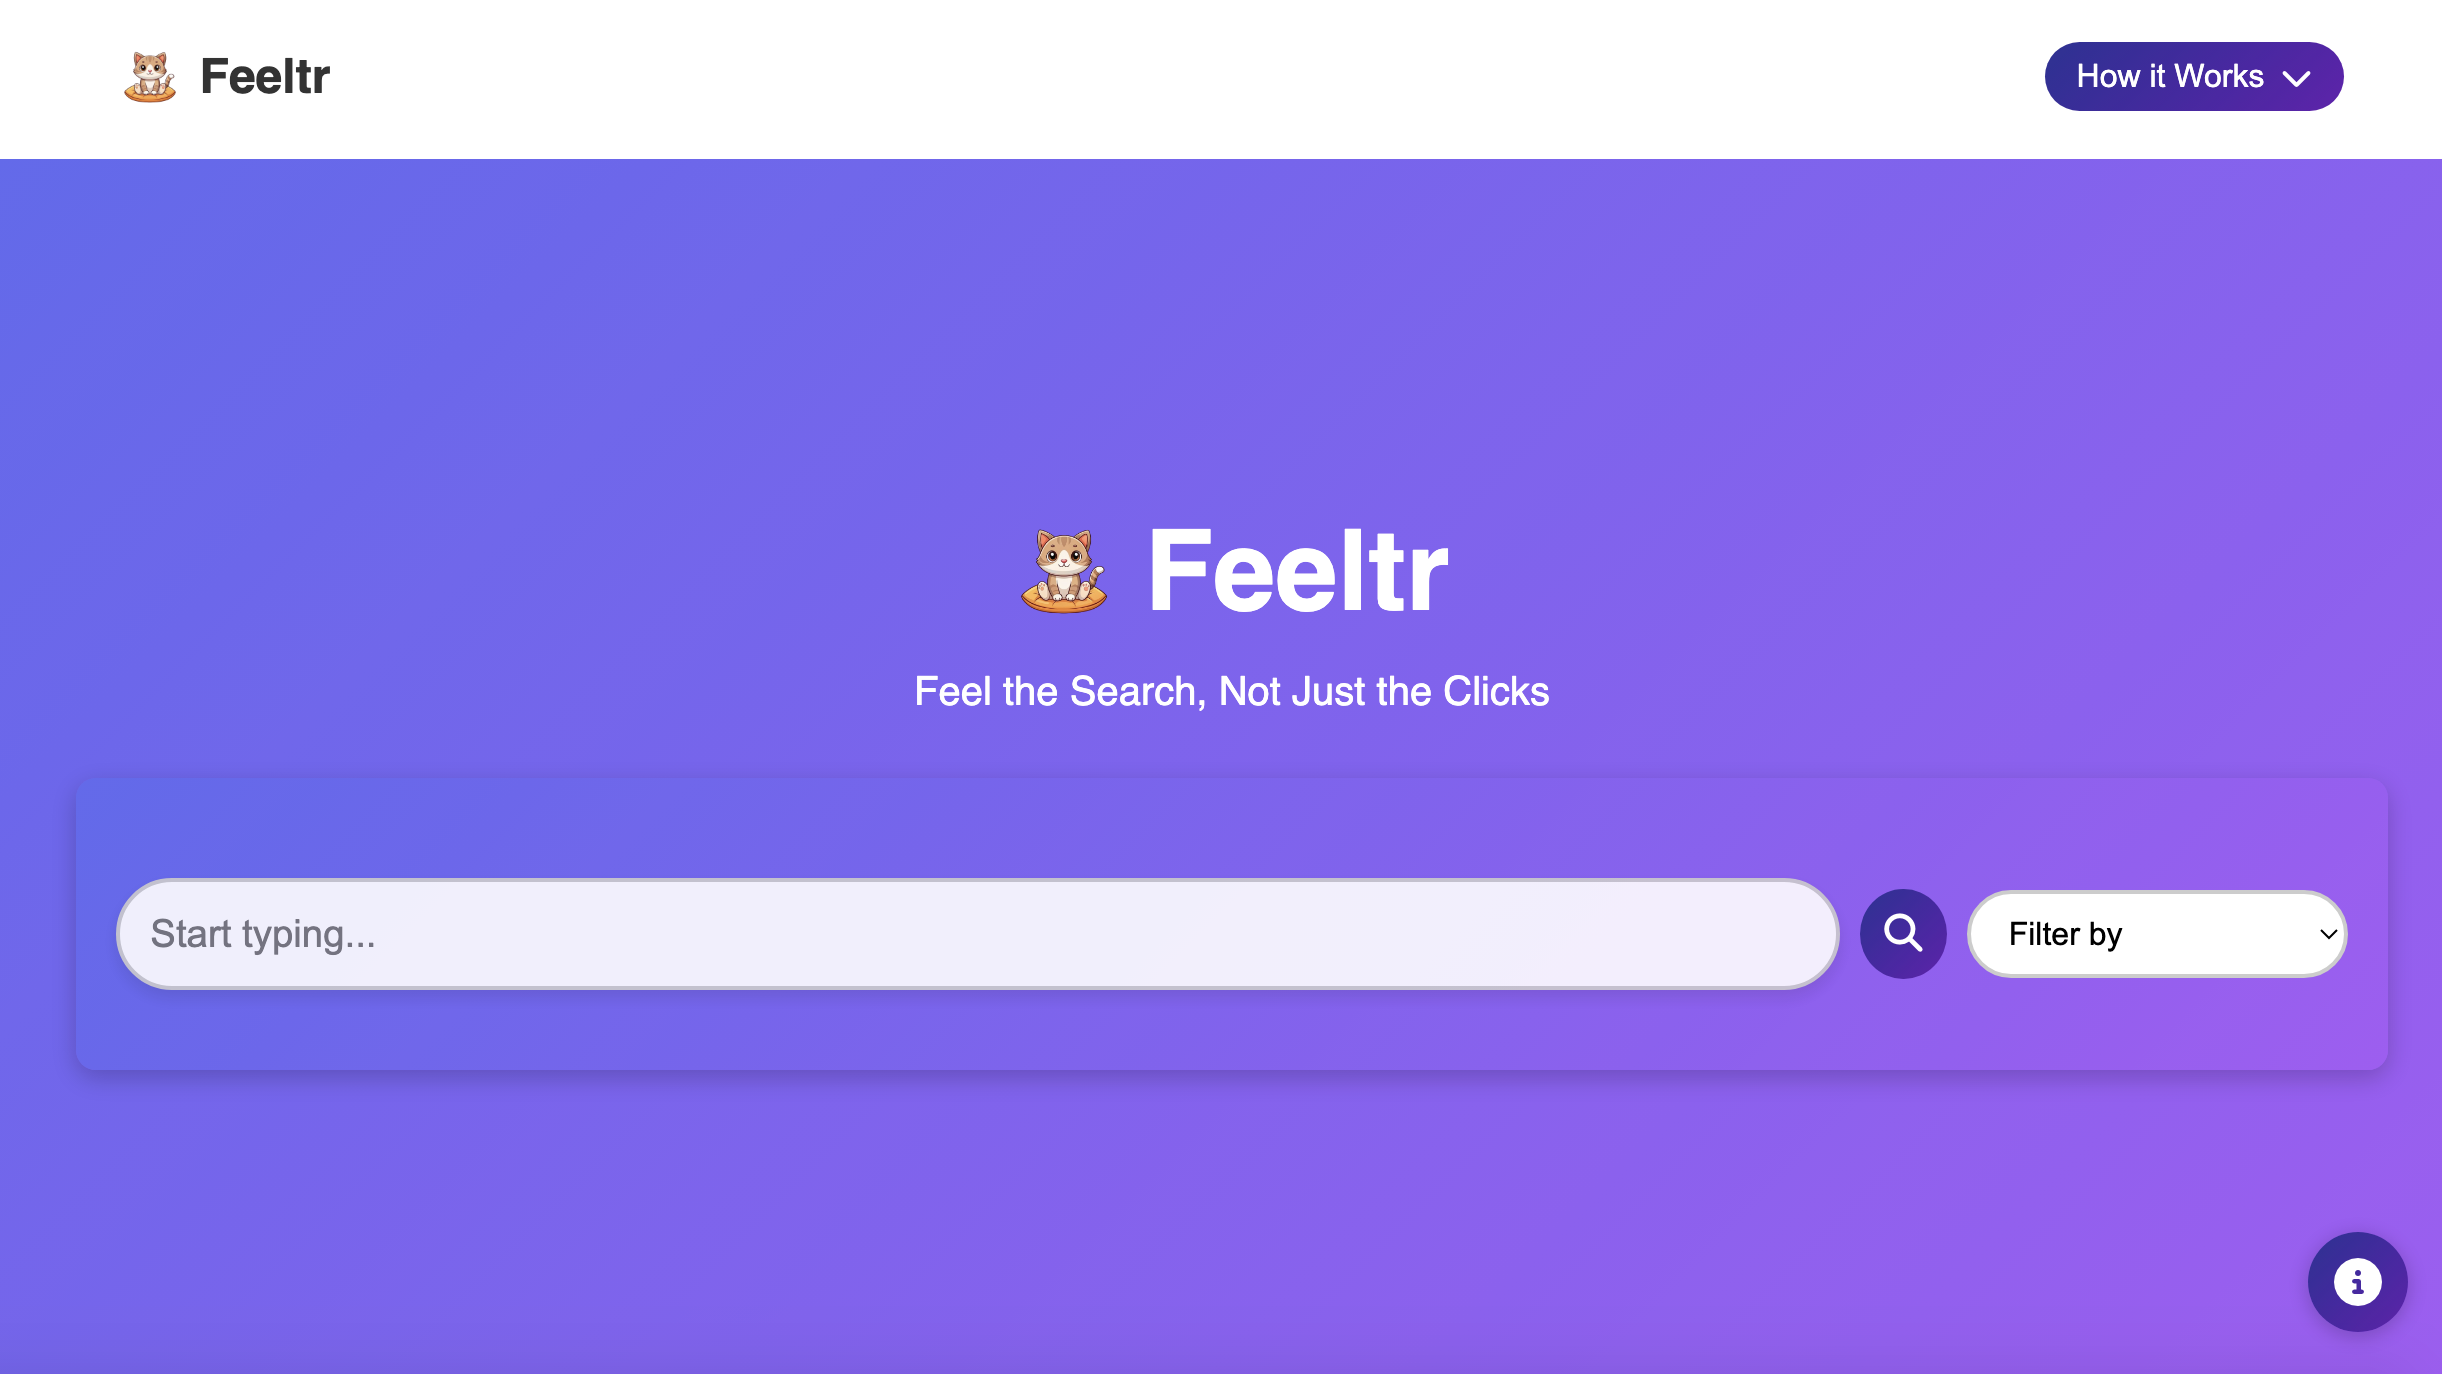 Feeltr
How it Works
Feeltr
Feel the Search, Not Just the Clicks
Start typing...
Filter by
i